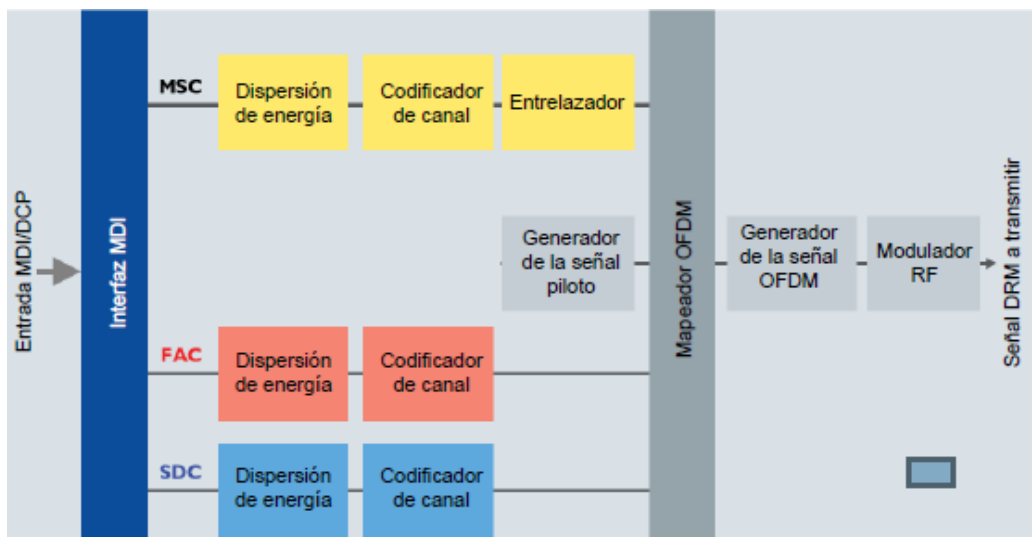 Entrada MDI/DCP
Interfaz MDI
MSC
Dispersión
de energía
Codificador
de canal
Entrelazador
Generador
de la señal
piloto
FAC
Dispersión
de energía
Codificador
de canal
SDC
Dispersión
de energía
Codificador
de canal
Mapeador OFDM
Generador
de la señal
OFDM
Modulador
RF
Señal DRM a transmitir